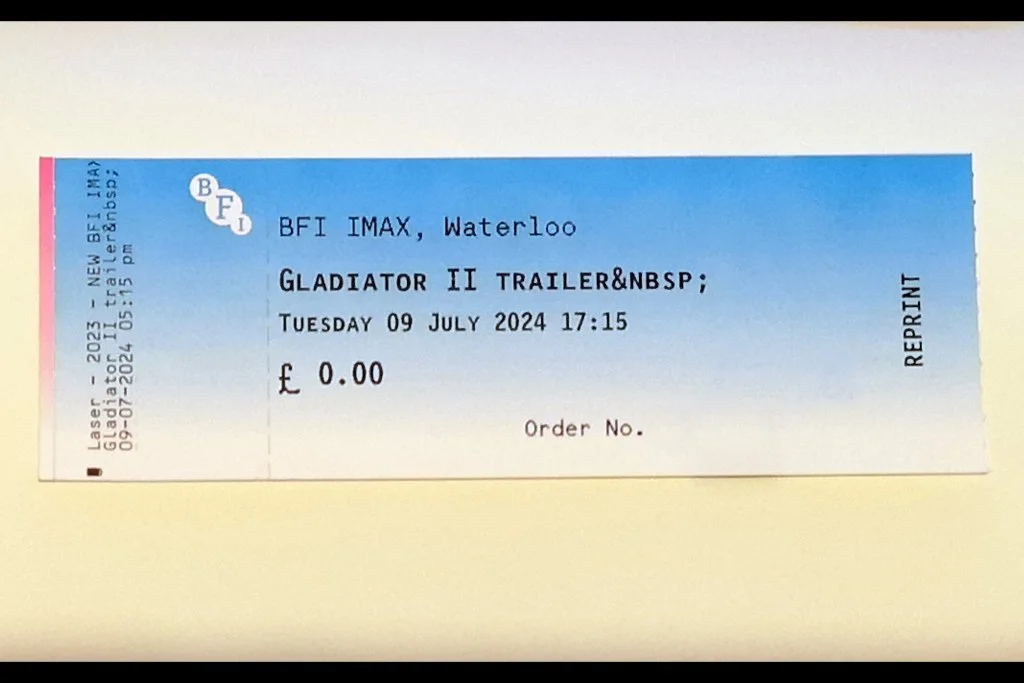 Laser - 2023 - NEW BFI IMAX
Gladiator II trailer&nbsp;
09-07-2024 05:15 pm
BFI
BFI IMAX, Waterloo
GLADIATOR II TRAILER&NBSP;
TUESDAY 09 JULY 2024 17:15
£ 0.00
Order No.
REPRINT